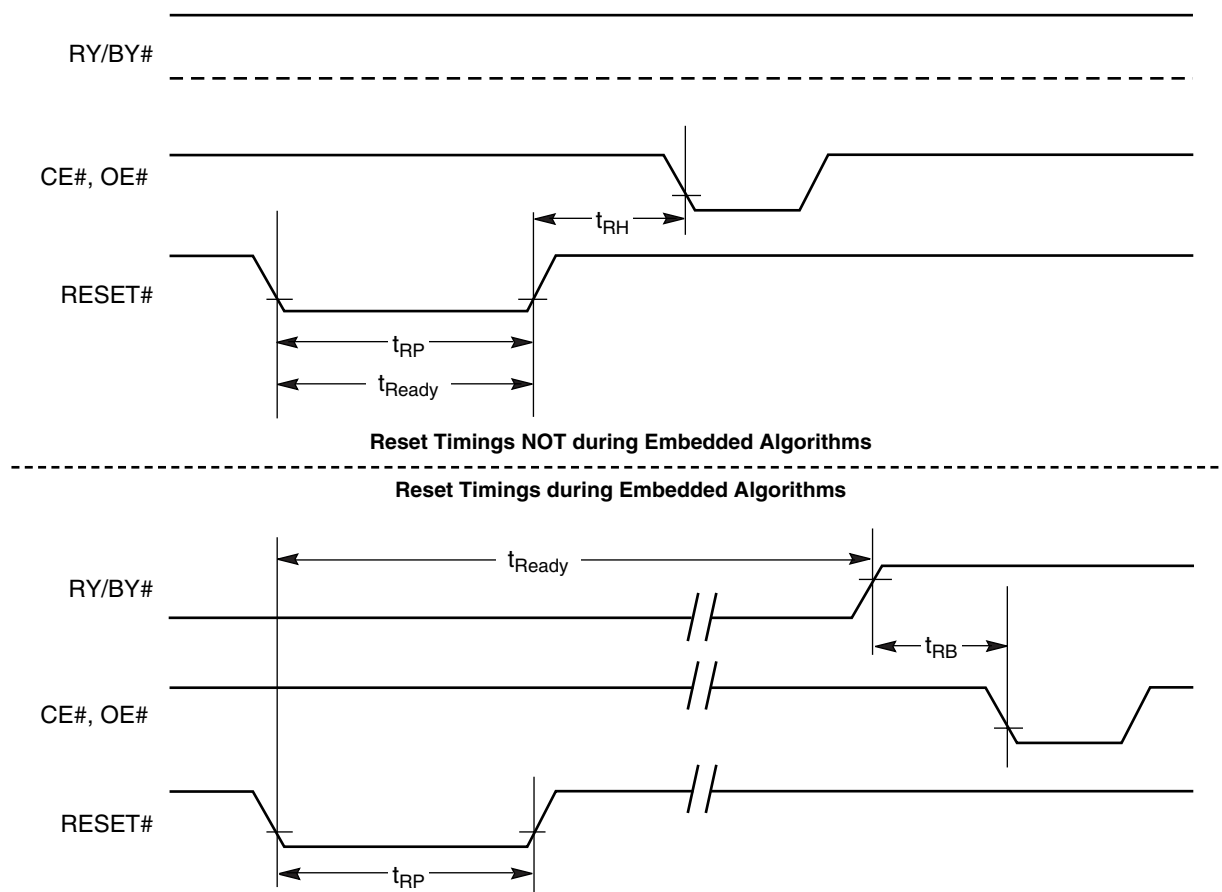 RY/BY#
CE#, OE#
tRH
RESET#
tRP
tReady
Reset Timings NOT during Embedded Algorithms
Reset Timings during Embedded Algorithms
tReady
RY/BY#
tRB
CE#, OE#
RESET#
tRP